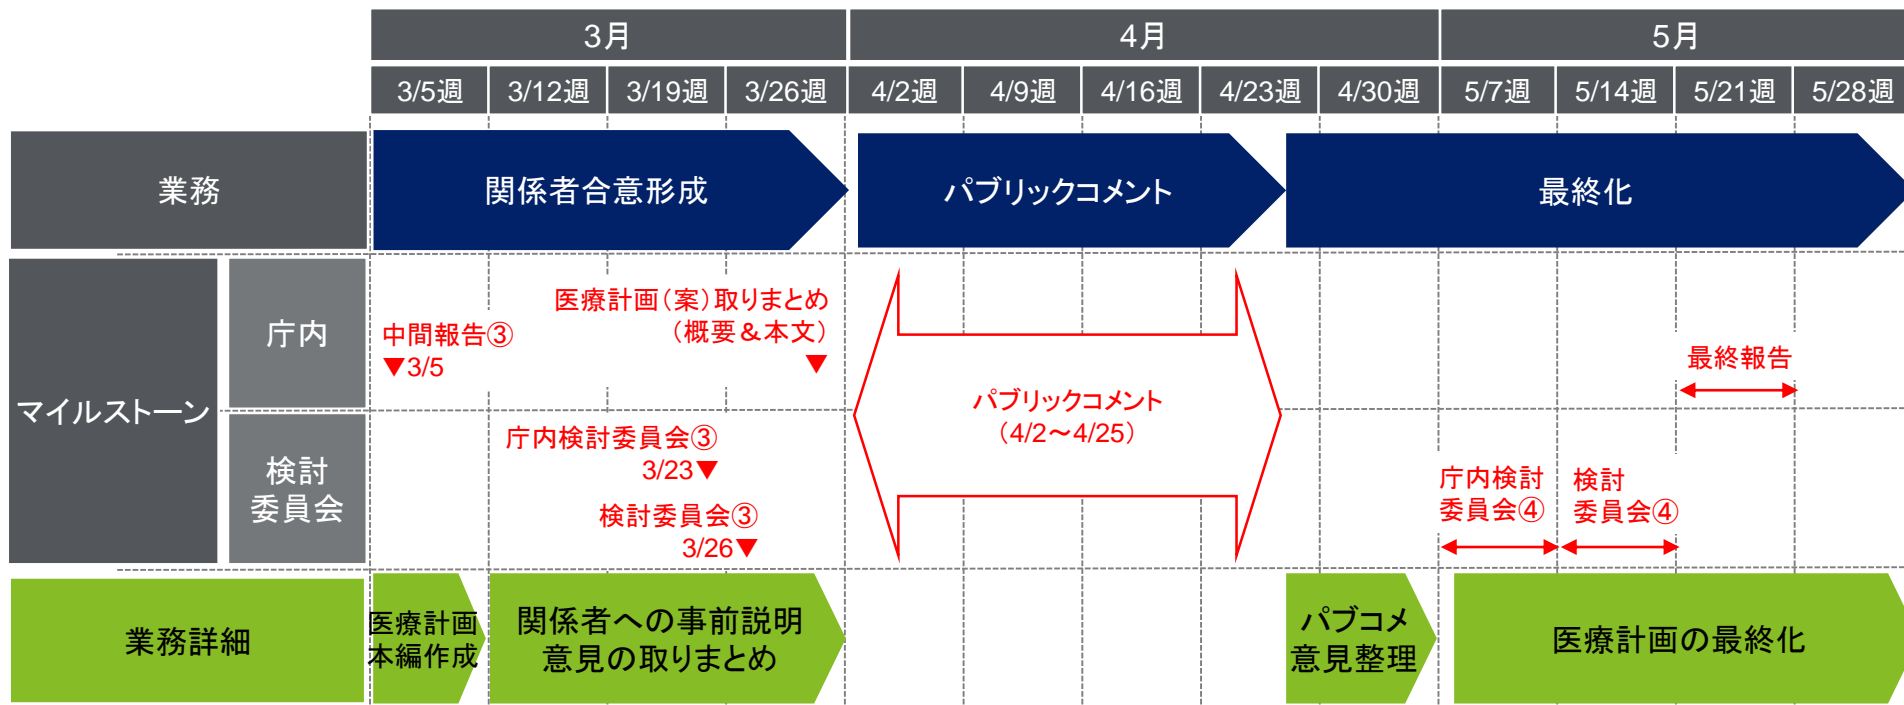 3月
4月
5月
3/5週
3/12週
3/19週
3/26週
4/2週
4/9週
4/16週
4/23週
4/30週
5/7週
5/14週
5/21週
5/28週
業務
関係者合意形成
パブリックコメント
最終化
マイルストーン
庁内
中間報告③
▼3/5
医療計画（案）取りまとめ
（概要＆本文）
▼
パブリックコメント
（4/2～4/25）
最終報告
検討
委員会
庁内検討委員会③
3/23▼
検討委員会③
3/26▼
庁内検討
委員会④
検討
委員会④
業務詳細
医療計画
本編作成
関係者への事前説明
意見の取りまとめ
パブコメ
意見整理
医療計画の最終化